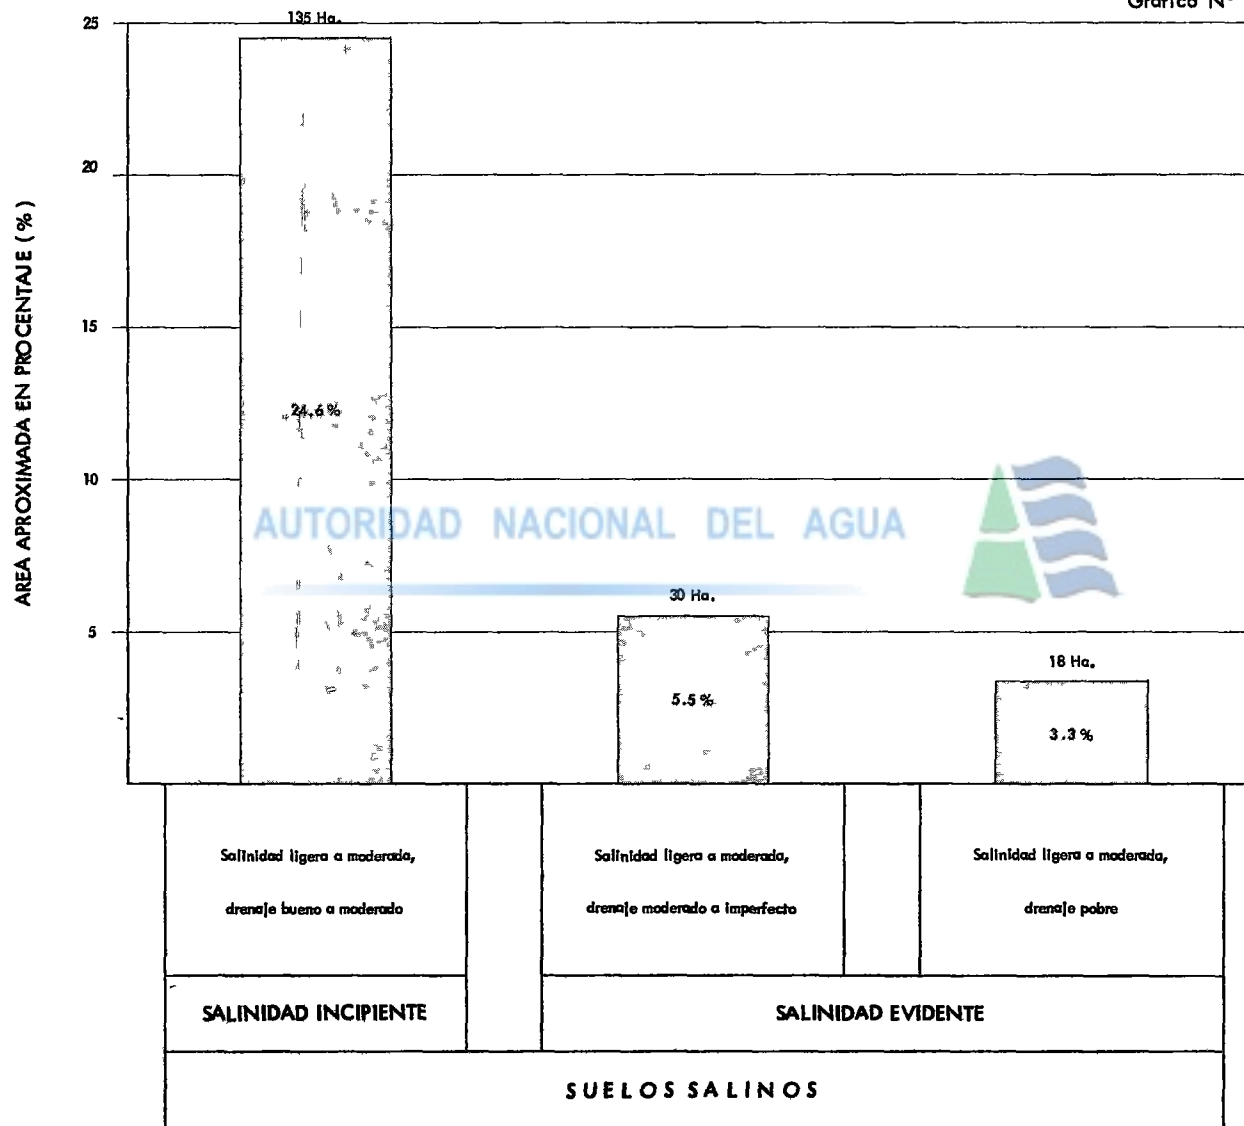 Gráfico Nº
135 Ha.
25
20
15
10
5
AREA APROXIMADA EN PROCENTAJE (%)
24.6%
AUTORIDAD NACIONAL DEL AGUA
30 Ha.
5.5%
18 Ha.
3.3%
Salinidad ligera a moderada,
drenaje bueno a moderado
Salinidad ligera a moderada,
drenaje moderado a imperfecto
Salinidad ligera a moderada,
drenaje pobre
SALINIDAD INCIPIENTE
SALINIDAD EVIDENTE
SUELOS SALINOS